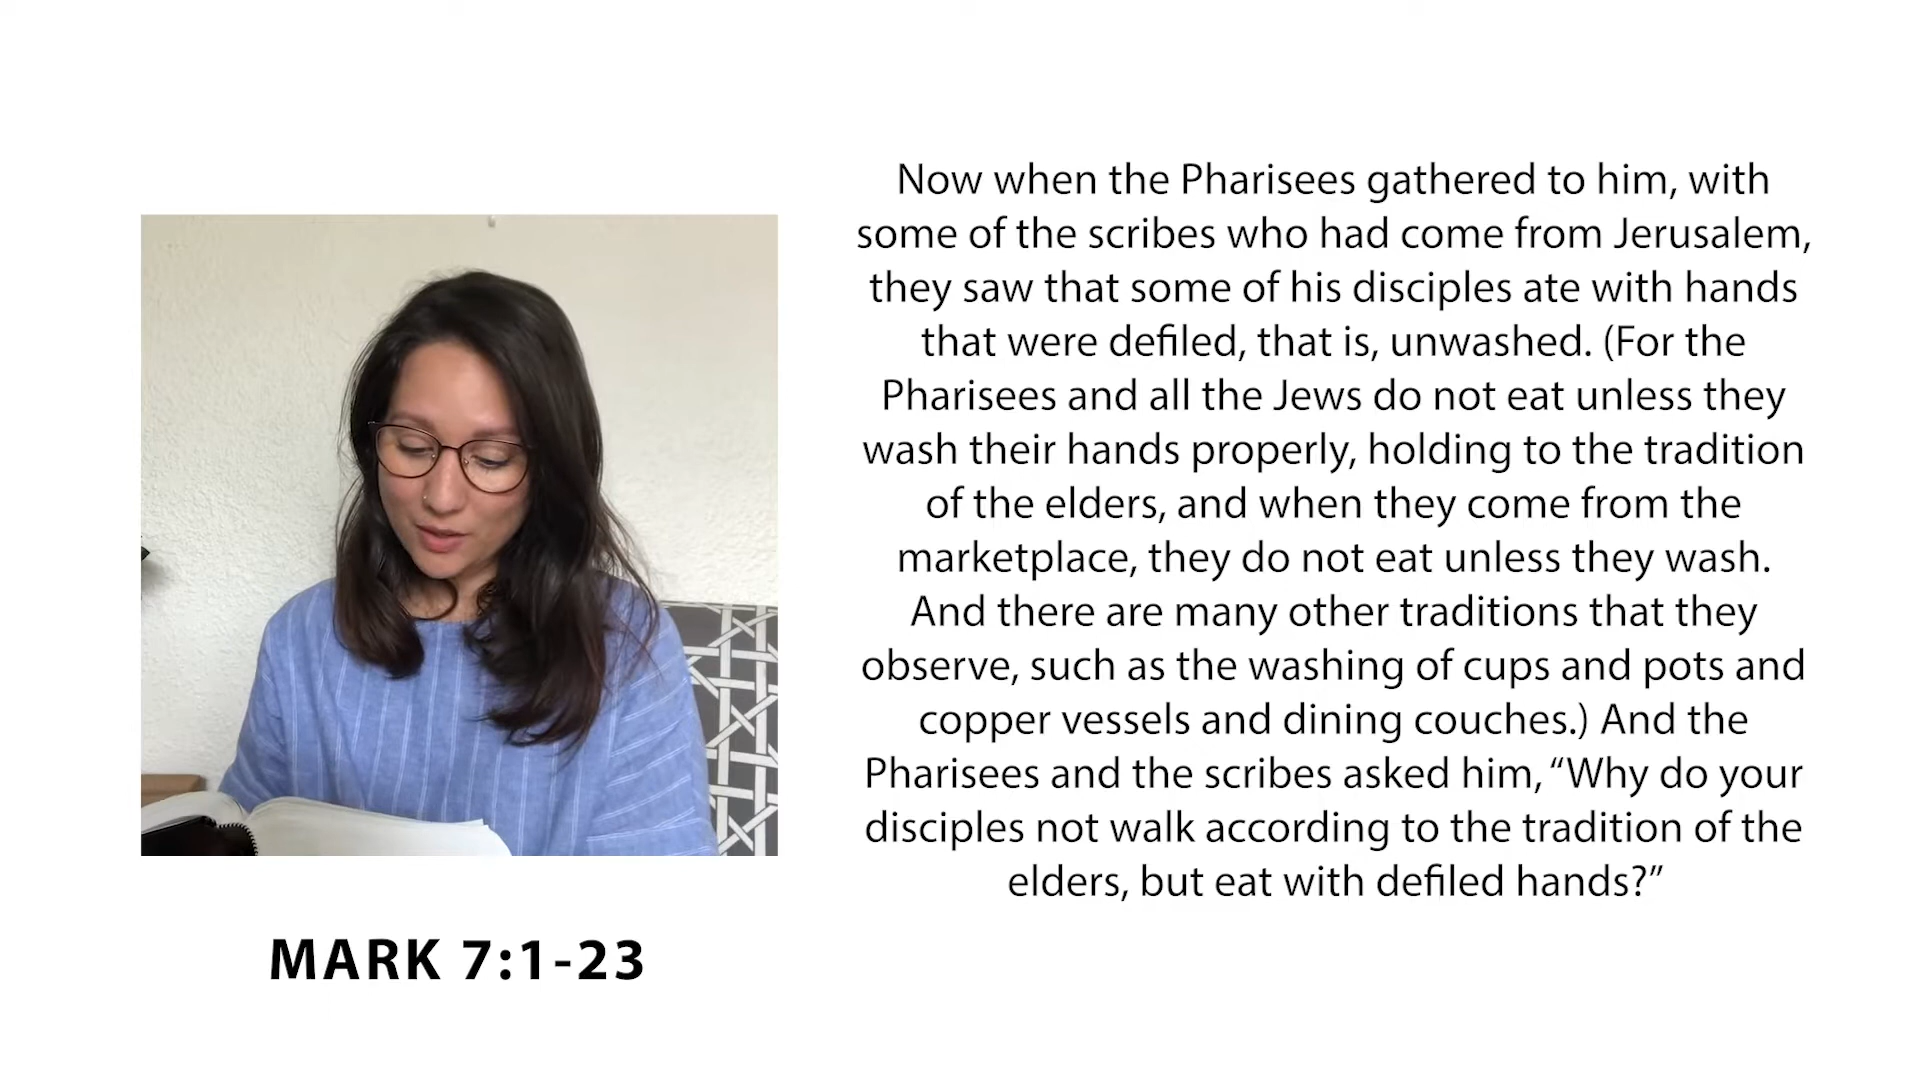 Now when the Pharisees gathered to him, with
some of the scribes who had come from Jerusalem,
they saw that some of his disciples ate with hands
that were defiled, that is, unwashed. (For the
Pharisees and all the Jews do not eat unless they
wash their hands properly, holding to the tradition
of the elders, and when they come from the
marketplace, they do not eat unless they wash.
And there are many other traditions that they
observe, such as the washing of cups and pots and
copper vessels and dining couches.) And the
Pharisees and the scribes asked him, “Why do your
disciples not walk according to the tradition of the
elders, but eat with defiled hands?”
MARK 7:1-23